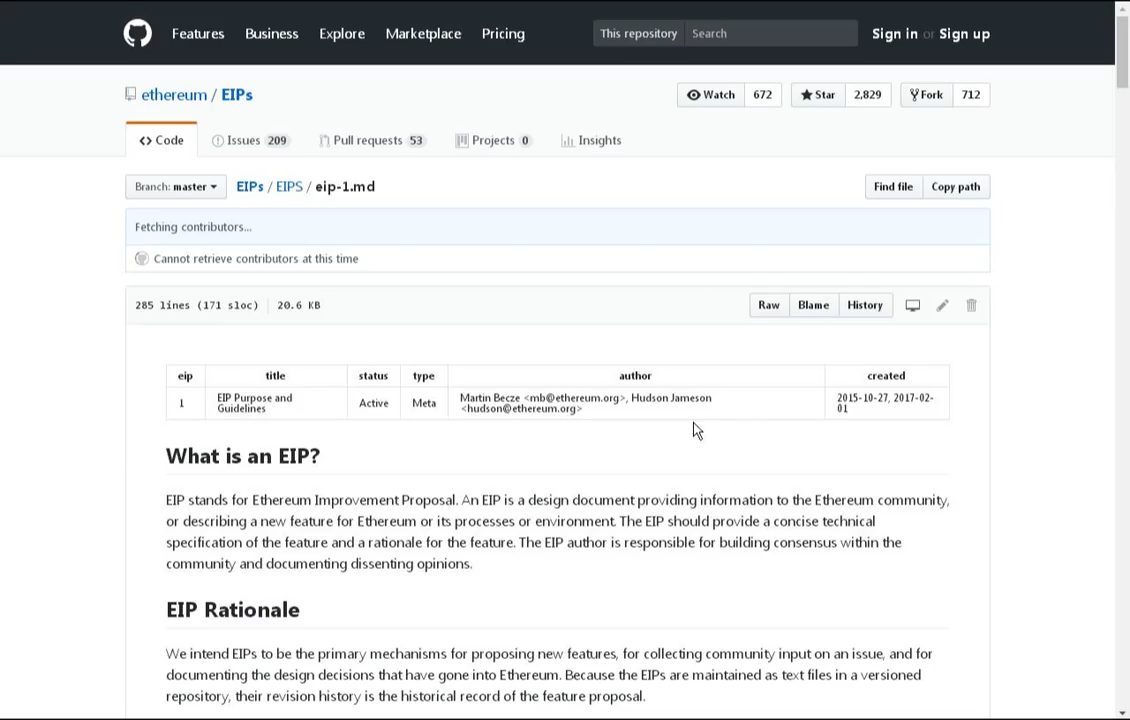 Features Business Explore Marketplace Pricing This repository Search Sign in or Sign up
ethereum / EIPs Watch 672 Star 2,829 Fork 712
Code Issues 209 Pull requests 53 Projects 0 Insights
Branch: master EIPs / EIPS / eip-1.md Find file Copy path
Fetching contributors...
Cannot retrieve contributors at this time
285 lines (171 sloc) 20.6 KB Raw Blame History
eip title status type author created
1 EIP Purpose and Guidelines Active Meta Martin Becze <mb@ethereum.org>, Hudson Jameson <hudson@ethereum.org> 2015-10-27, 2017-02-01
What is an EIP?
EIP stands for Ethereum Improvement Proposal. An EIP is a design document providing information to the Ethereum community,
or describing a new feature for Ethereum or its processes or environment. The EIP should provide a concise technical
specification of the feature and a rationale for the feature. The EIP author is responsible for building consensus within the
community and documenting dissenting opinions.
EIP Rationale
We intend EIPs to be the primary mechanisms for proposing new features, for collecting community input on an issue, and for
documenting the design decisions that have gone into Ethereum. Because the EIPs are maintained as text files in a versioned
repository, their revision history is the historical record of the feature proposal.